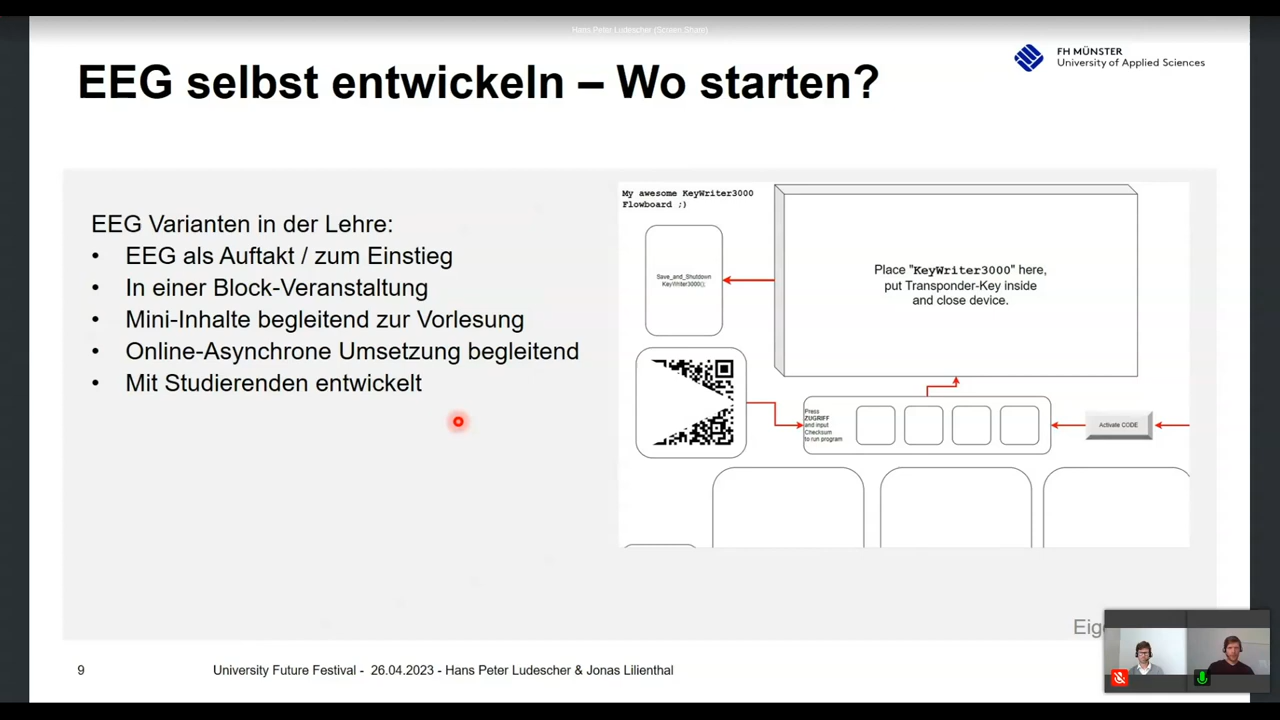 Hans Peter Ludescher (Screen Share)
EEG selbst entwickeln – Wo starten?
FH MÜNSTER
University of Applied Sciences
EEG Varianten in der Lehre:
• EEG als Auftakt / zum Einstieg
• In einer Block-Veranstaltung
• Mini-Inhalte begleitend zur Vorlesung
• Online-Asynchrone Umsetzung begleitend
• Mit Studierenden entwickelt
My awesome KeyWriter3000
Flowboard ;)
Save_and_Shutdown
KeyWriter3000();
Place "KeyWriter3000" here,
put Transponder-Key inside
and close device.
Press
ZUGRIFF
and input
Checksum
to run program
Activate CODE
9
University Future Festival - 26.04.2023 - Hans Peter Ludescher & Jonas Lilienthal